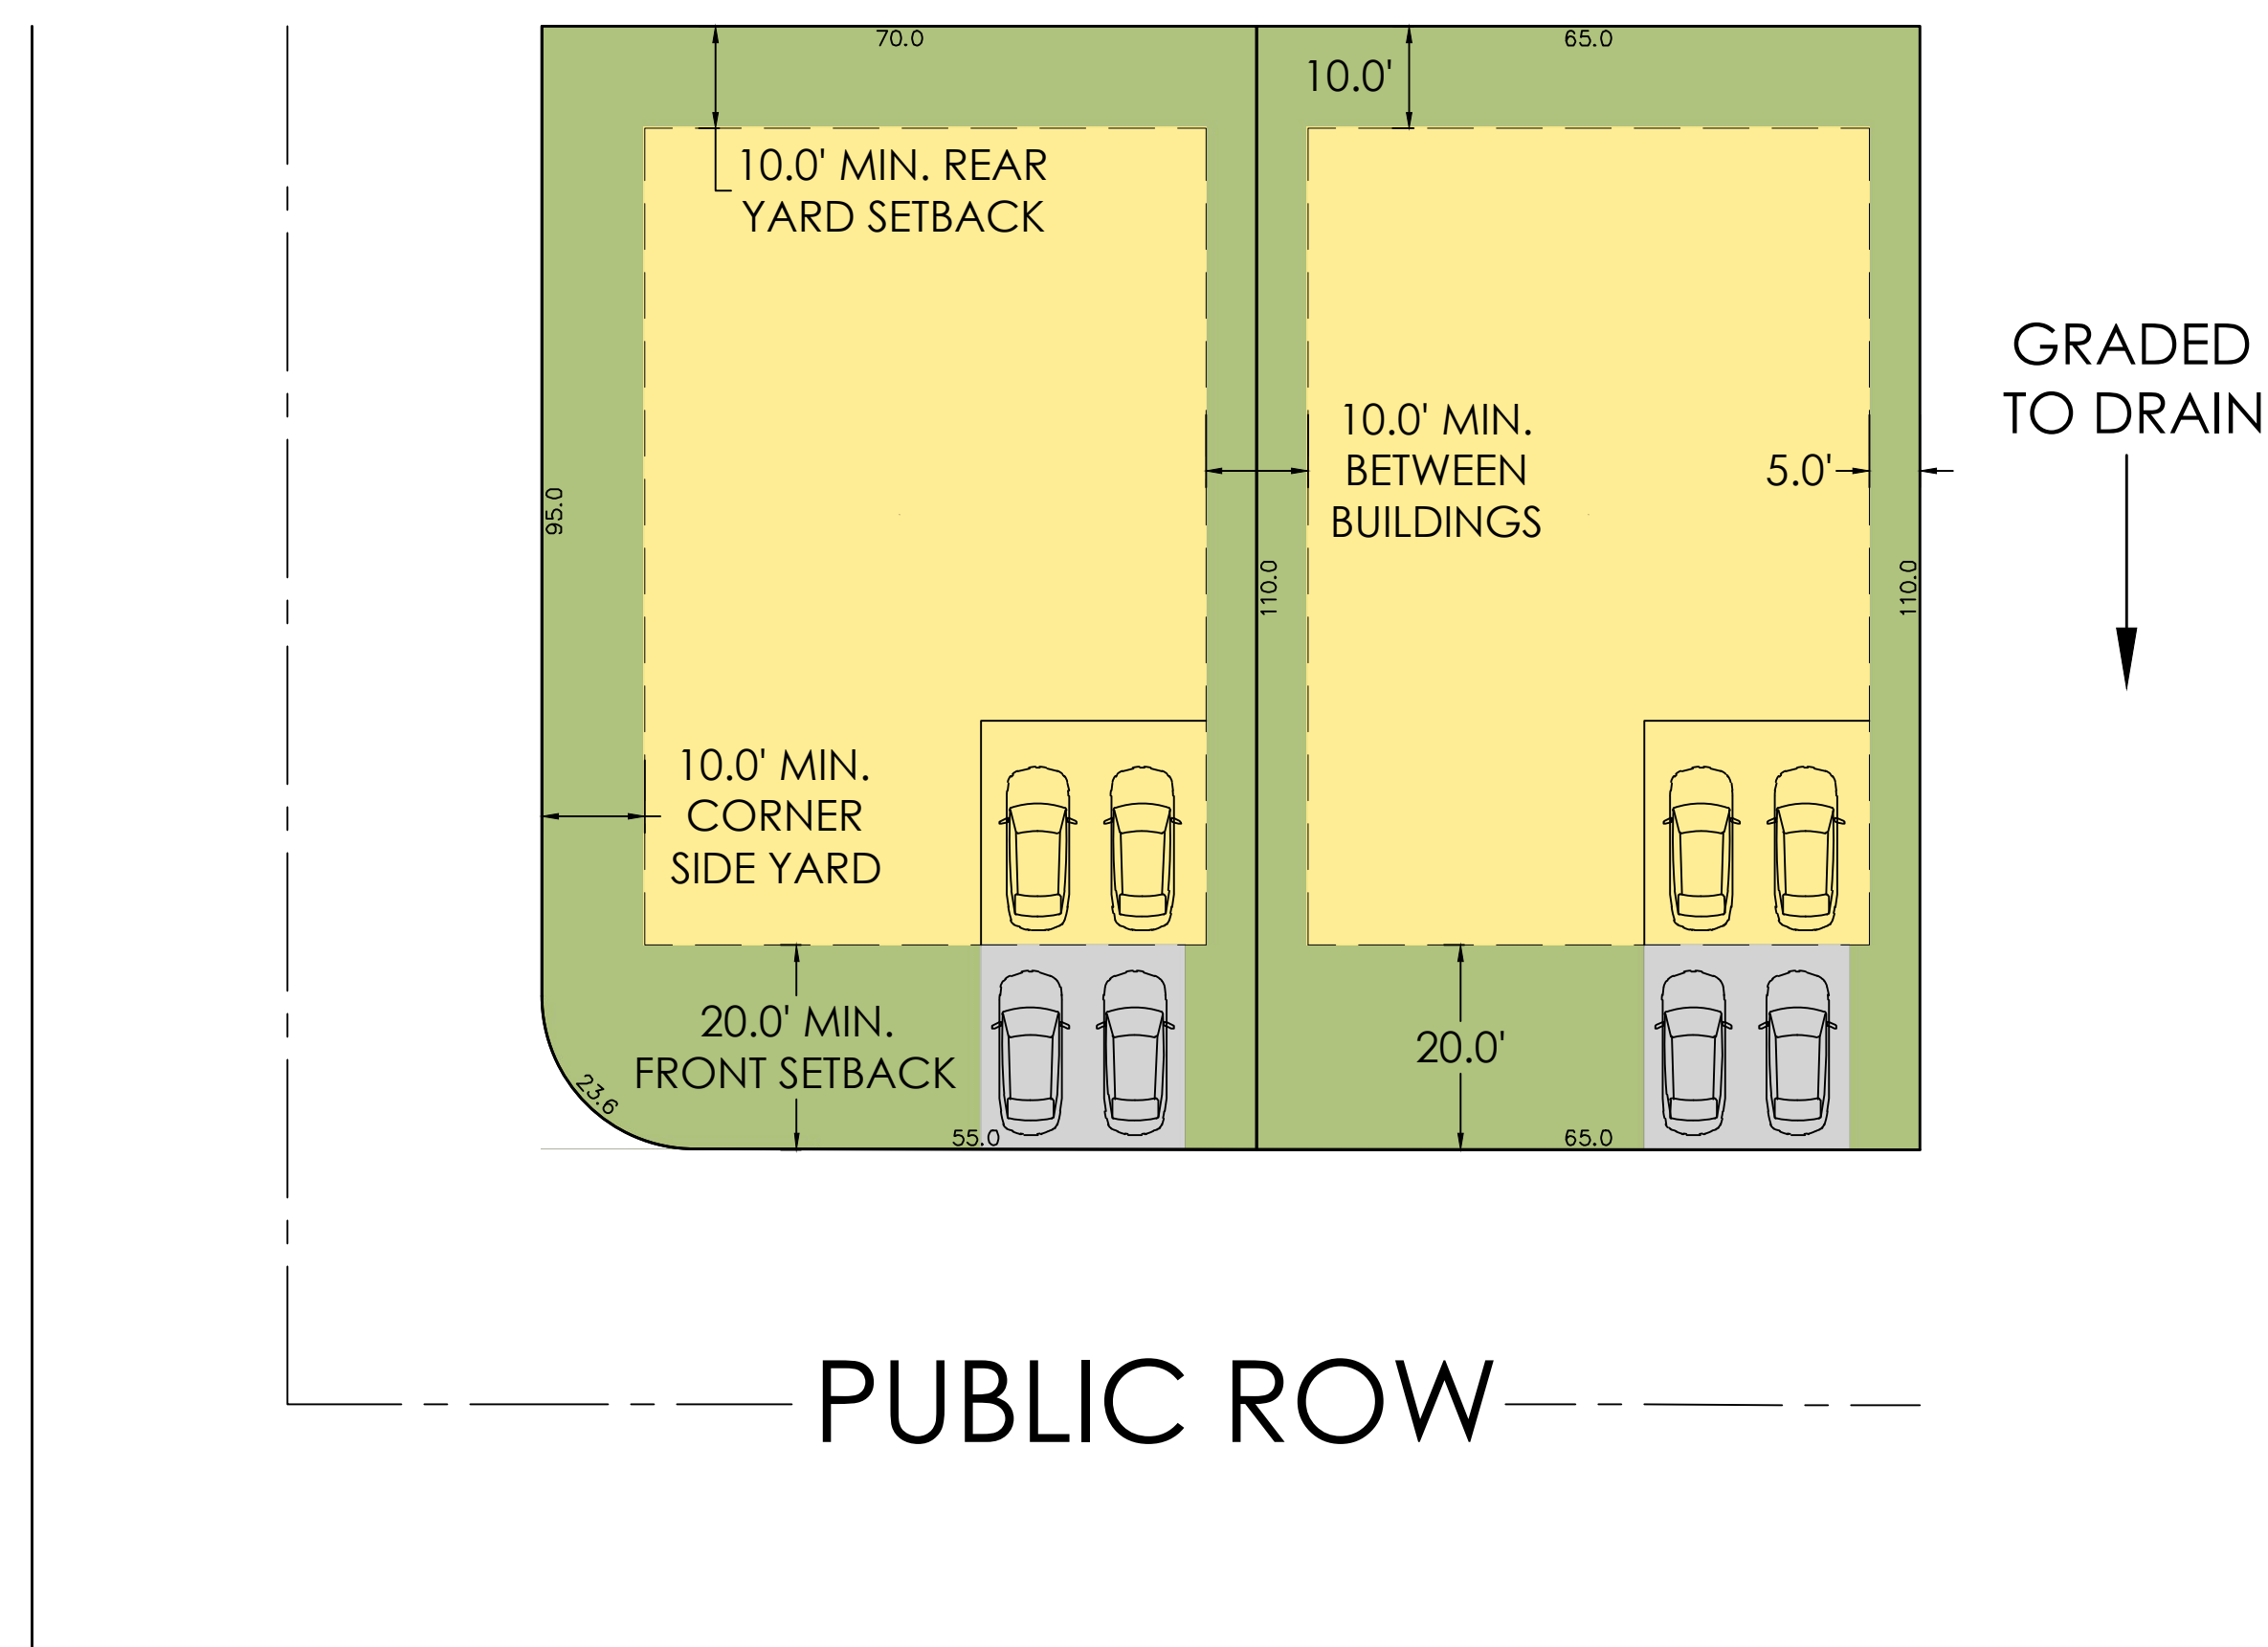 70.0
65.0
10.0'
10.0' MIN. REAR
YARD SETBACK
GRADED
TO DRAIN
10.0' MIN.
BETWEEN
BUILDINGS
5.0'
95.0
110.0
110.0
10.0' MIN.
CORNER
SIDE YARD
20.0' MIN.
FRONT SETBACK
20.0'
23.6
55.0
65.0
PUBLIC ROW